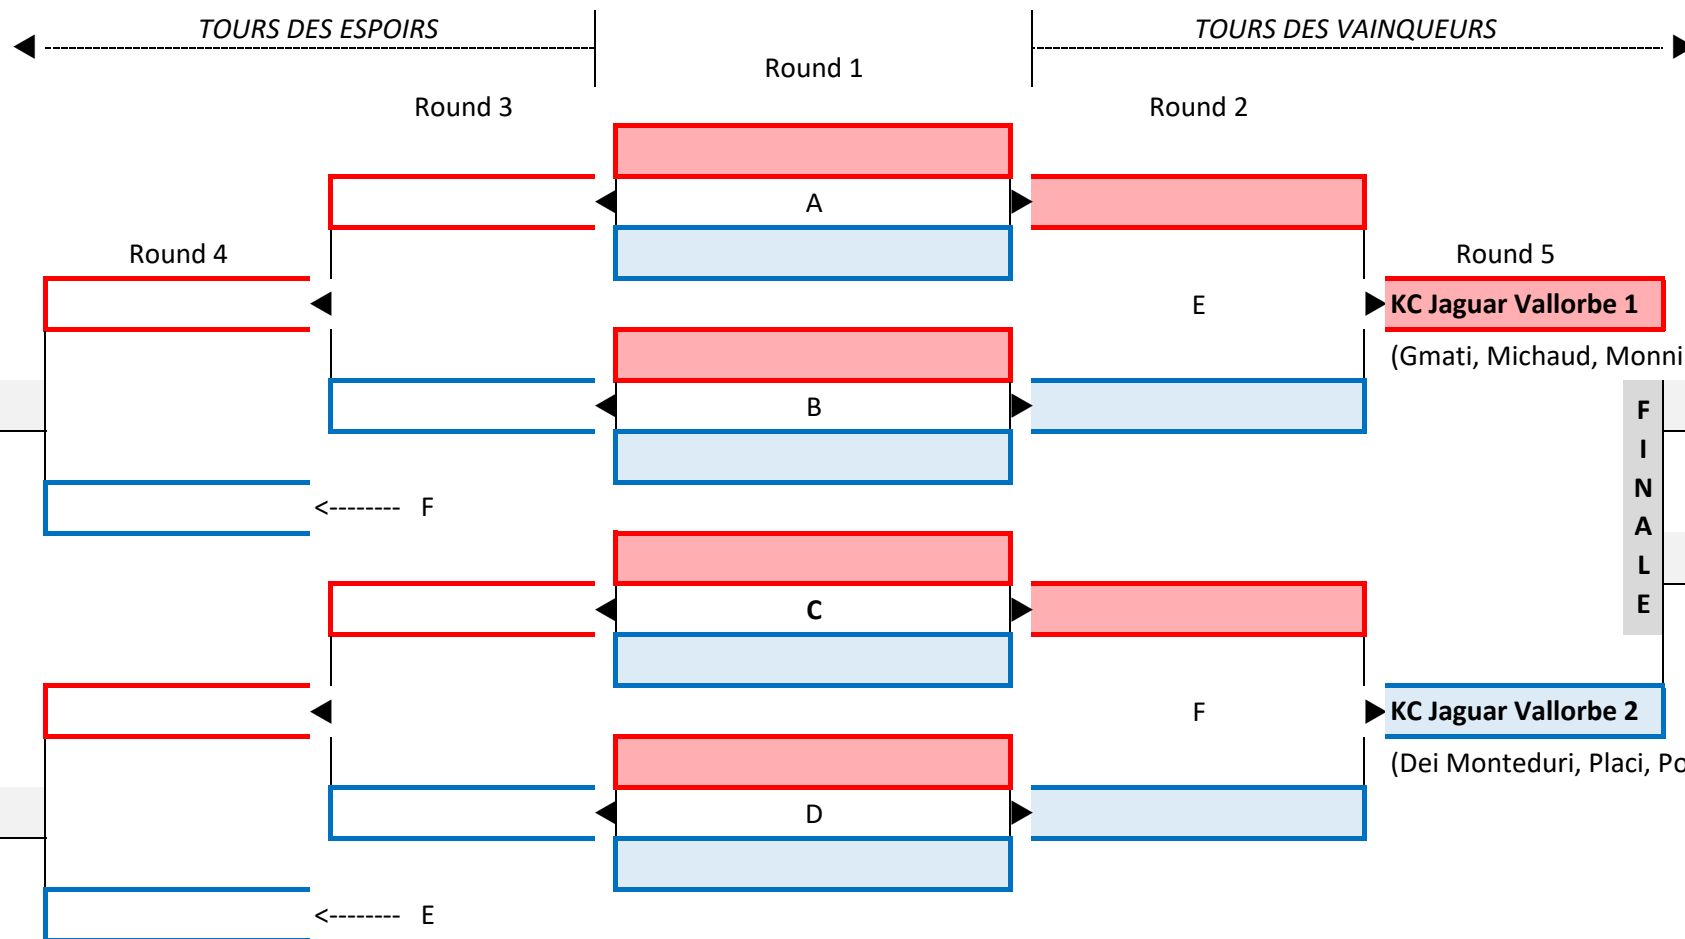 TOURS DES ESPOIRS
TOURS DES VAINQUEURS
Round 1
Round 3
Round 2
A
Round 4
Round 5
E
KC Jaguar Vallorbe 1
(Gmati, Michaud, Monni
B
F
I
N
A
L
E
<-------- F
C
F
KC Jaguar Vallorbe 2
(Dei Monteduri, Placi, Po
D
<-------- E